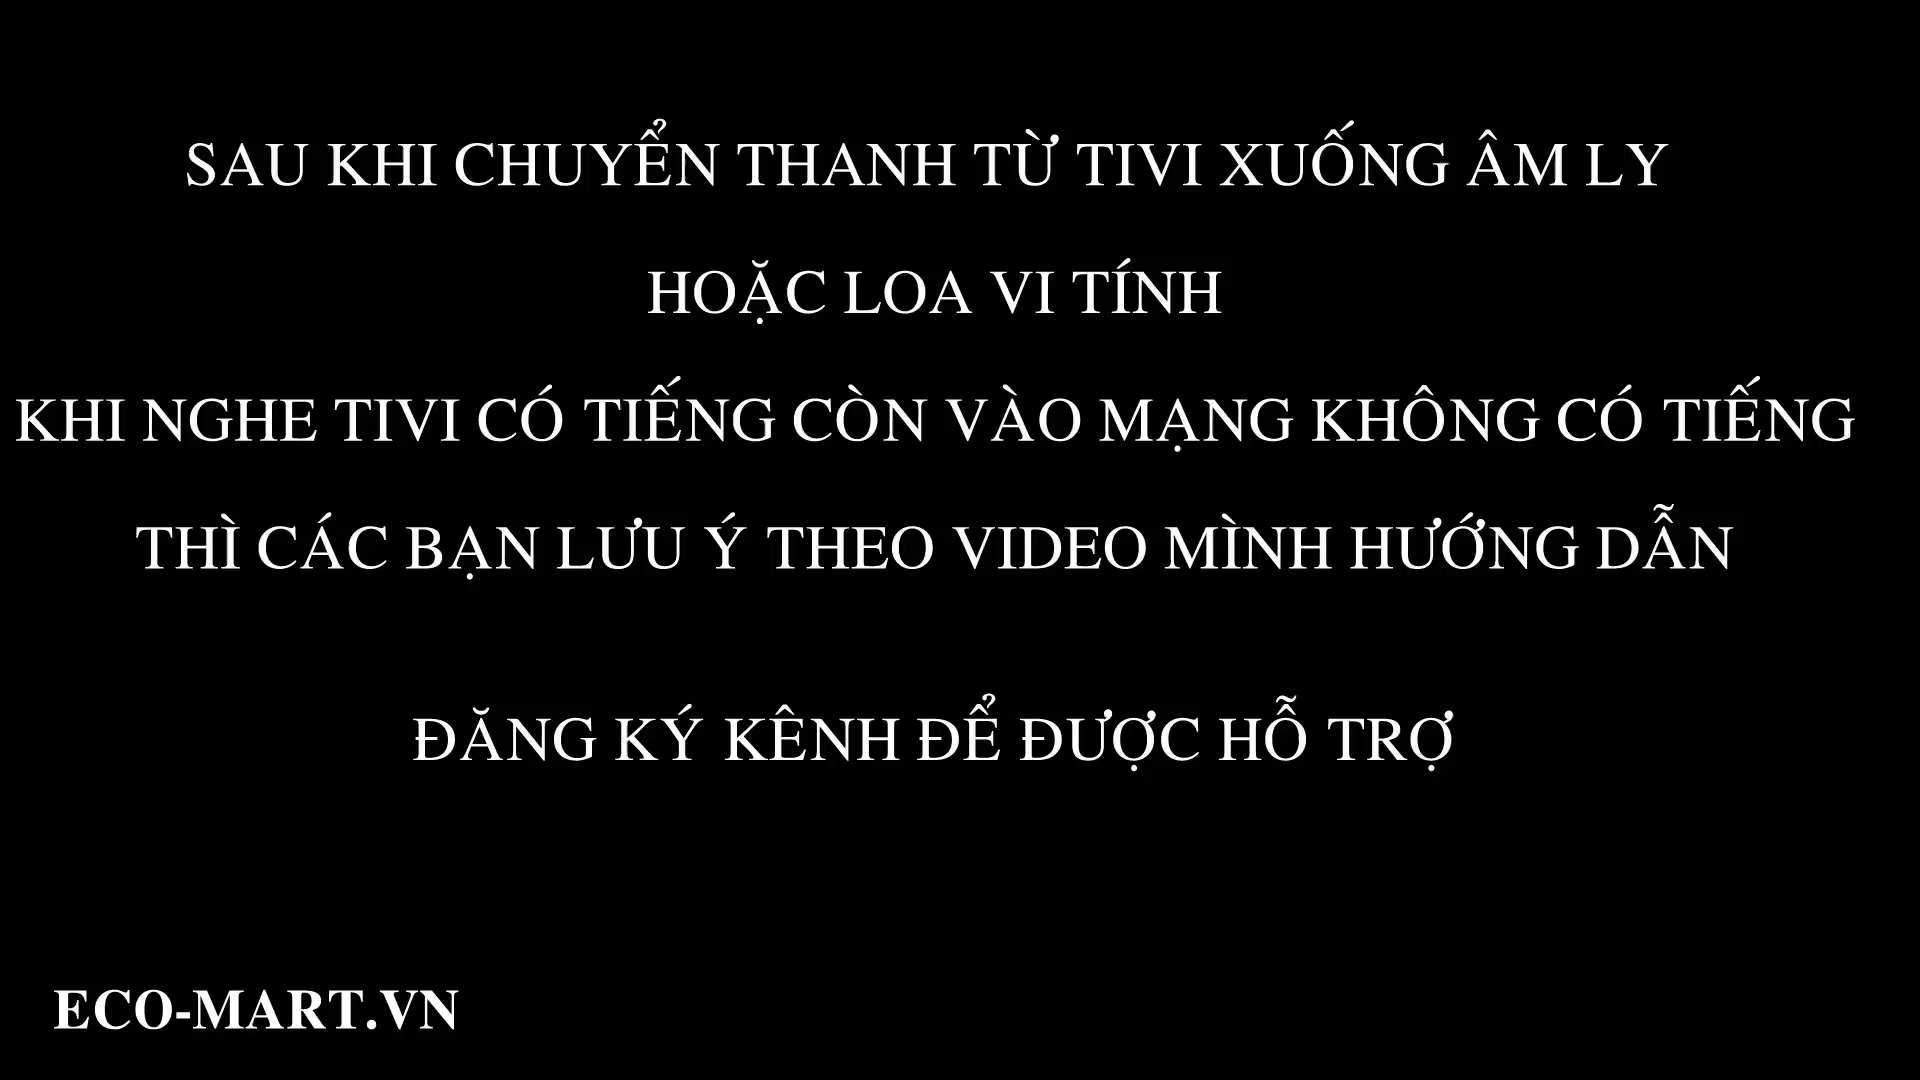 SAU KHI CHUYỂN THANH TỪ TIVI XUỐNG ÂM LY
HOẶC LOA VI TÍNH
KHI NGHE TIVI CÓ TIẾNG CÒN VÀO MẠNG KHÔNG CÓ TIẾNG
THÌ CÁC BẠN LƯU Ý THEO VIDEO MÌNH HƯỚNG DẪN
ĐĂNG KÝ KÊNH ĐỂ ĐƯỢC HỖ TRỢ
ECO-MART.VN